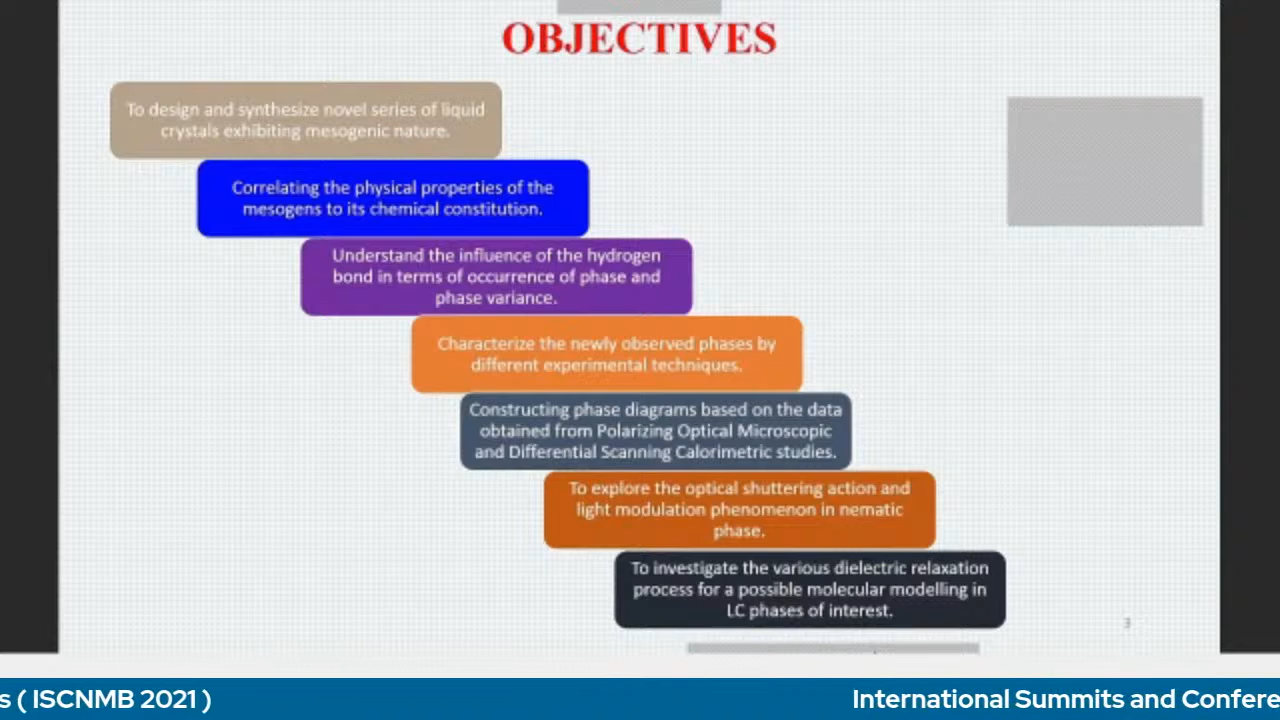 OBJECTIVES
To design and synthesize novel series of liquid
crystals exhibiting mesogenic nature.
Correlating the physical properties of the
mesogens to its chemical constitution.
Understand the influence of the hydrogen
bond in terms of occurrence of phase and
phase variance.
Characterize the newly observed phases by
different experimental techniques.
Constructing phase diagrams based on the data
obtained from Polarizing Optical Microscopic
and Differential Scanning Calorimetric studies.
To explore the optical shuttering action and
light modulation phenomenon in nematic
phase.
To investigate the various dielectric relaxation
process for a possible molecular modelling in
LC phases of interest.
3
s ( ISCNMB 2021 )
International Summits and Confere